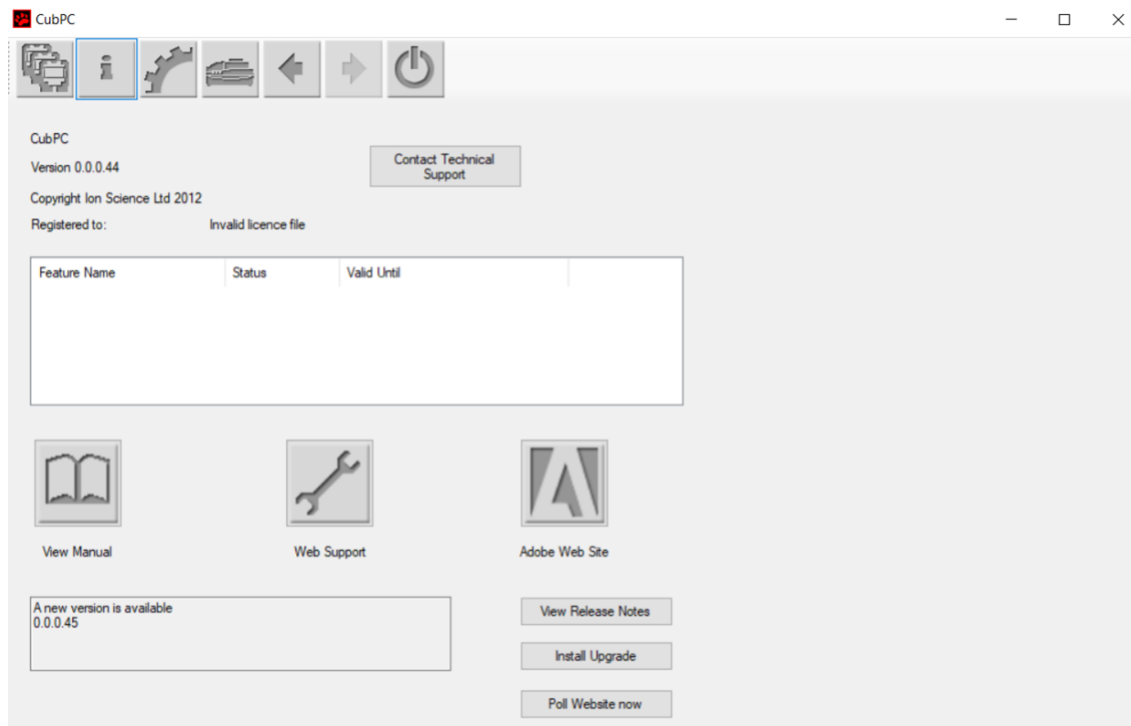 CubPC
CubPC
Version 0.0.0.44
Contact Technical
Support
Copyright Ion Science Ltd 2012
Registered to: Invalid licence file
Feature Name Status Valid Until
View Manual Web Support Adobe Web Site
A new version is available
0.0.0.45
View Release Notes
Install Upgrade
Poll Website now